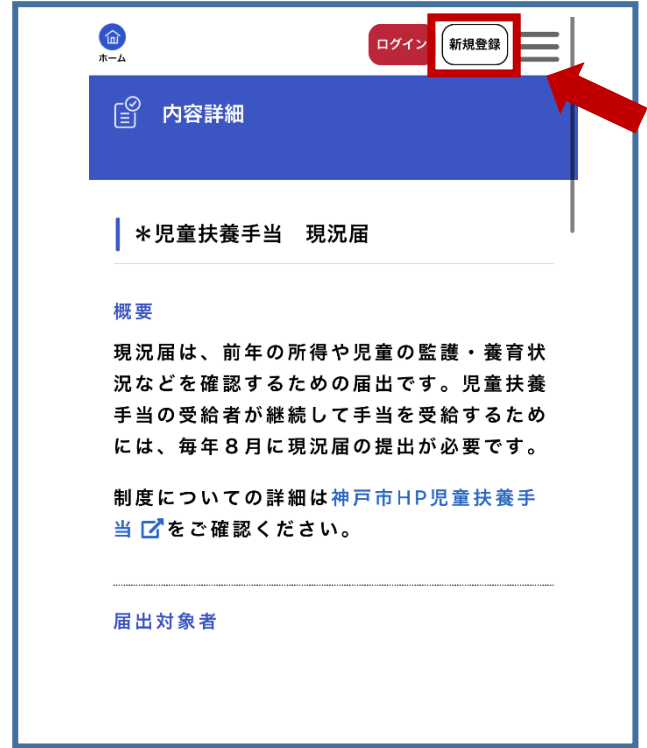 ホーム
ログイン
新規登録
内容詳細
＊児童扶養手当　現況届
概要
現況届は、前年の所得や児童の監護・養育状
況などを確認するための届出です。児童扶養
手当の受給者が継続して手当を受給するため
には、毎年８月に現況届の提出が必要です。
制度についての詳細は神戸市HP児童扶養手
当をご確認ください。
届出対象者